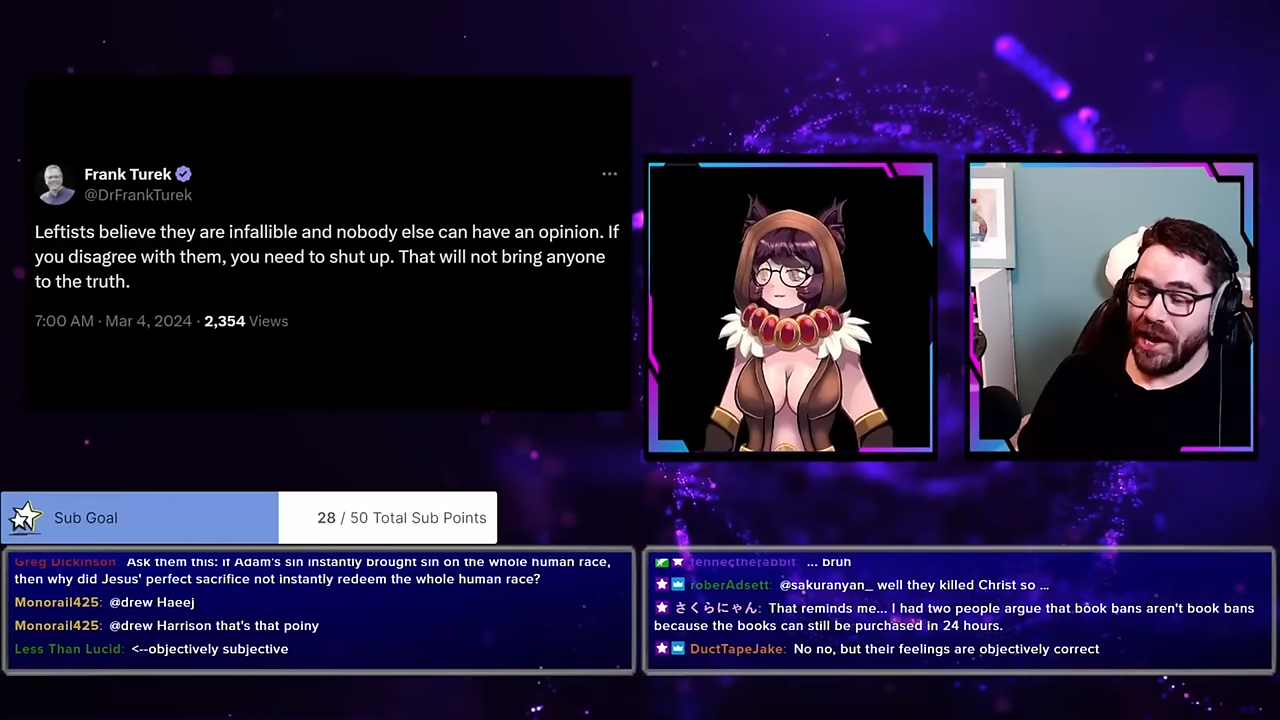 Frank Turek
@DrFrankTurek
Leftists believe they are infallible and nobody else can have an opinion. If
you disagree with them, you need to shut up. That will not bring anyone
to the truth.
7:00 AM · Mar 4, 2024 · 2,354 Views
Sub Goal
28 / 50 Total Sub Points
Greg Dickinson: Ask them this: if Adam's sin instantly brought sin on the whole human race,
then why did Jesus' perfect sacrifice not instantly redeem the whole human race?
Monorail425: @drew Haeej
Monorail425: @drew Harrison that's that poiny
Less Than Lucid: <--objectively subjective
fennectherabbit: ... bruh
roberAdsett: @sakuranyan_ well they killed Christ so ...
さくらにゃん: That reminds me... I had two people argue that book bans aren't book bans
because the books can still be purchased in 24 hours.
DuctTapeJake: No no, but their feelings are objectively correct